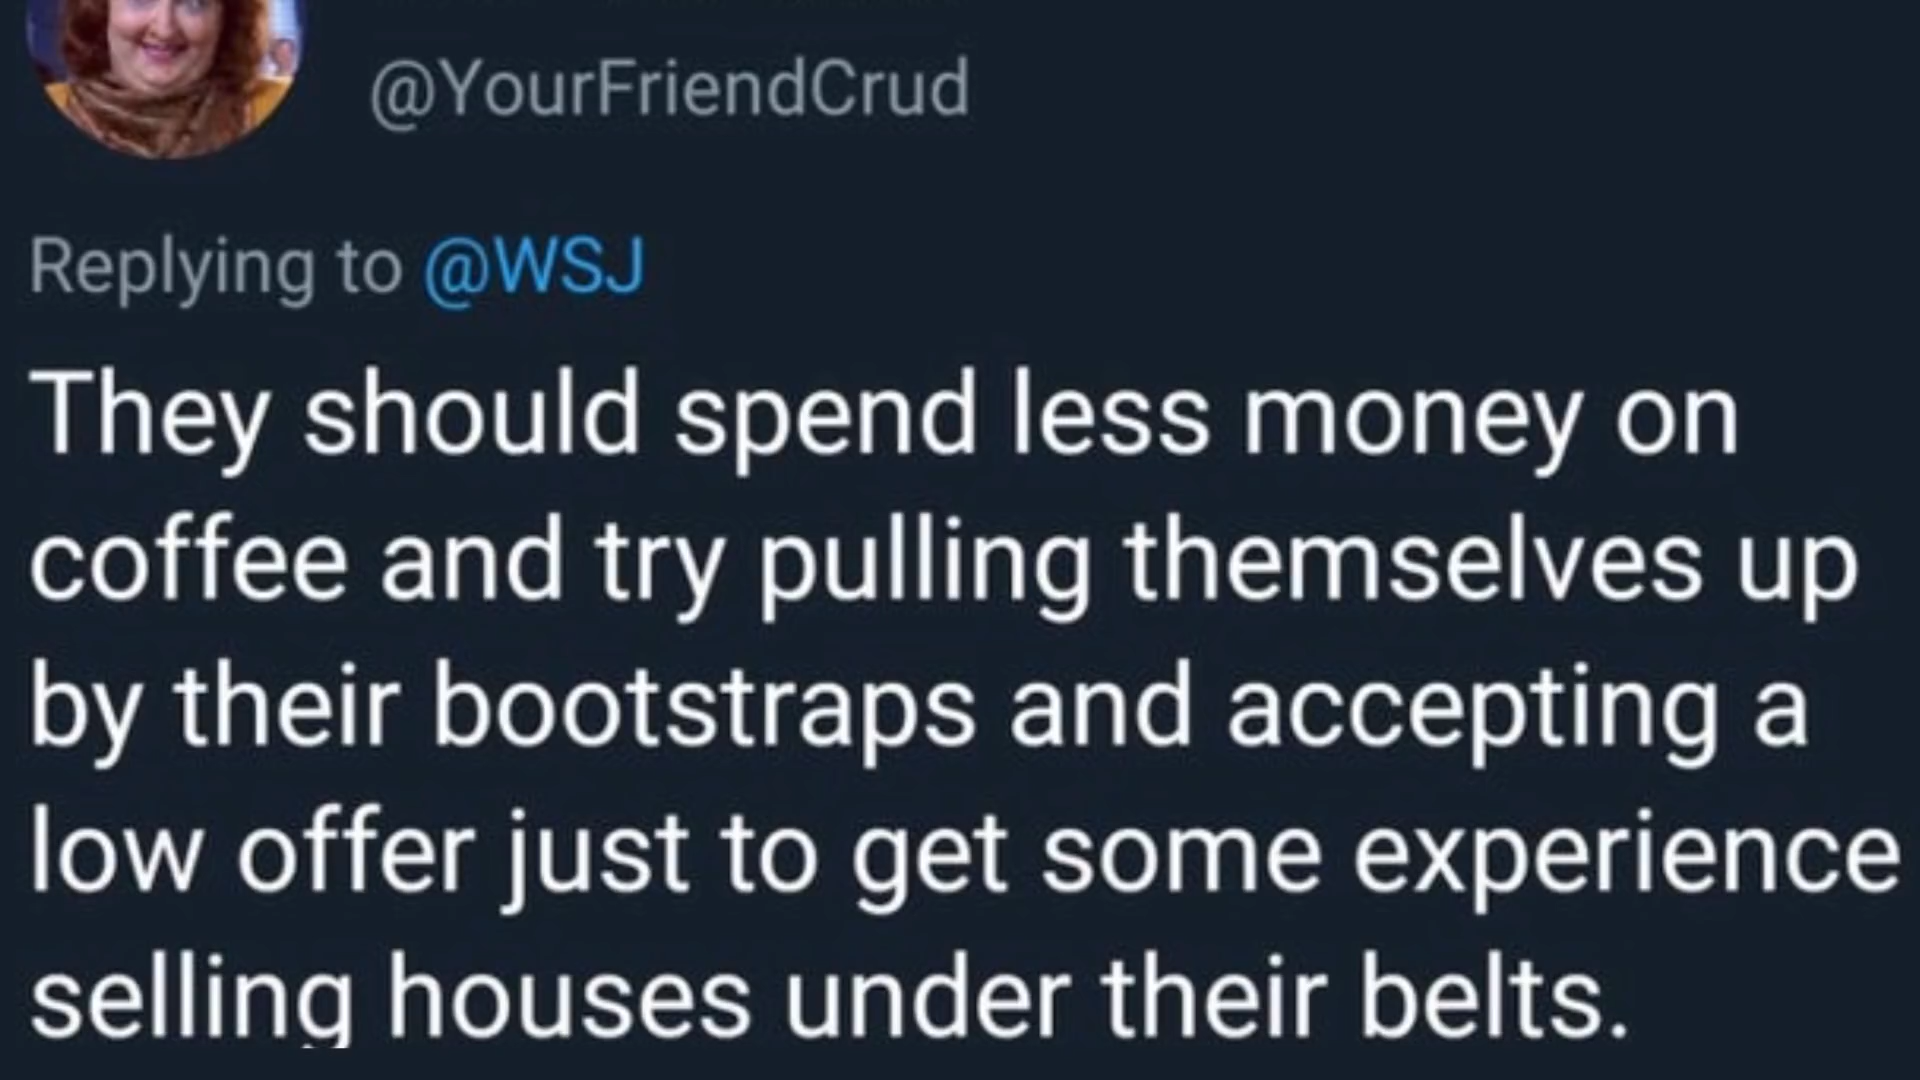 @YourFriendCrud
Replying to @WSJ
They should spend less money on
coffee and try pulling themselves up
by their bootstraps and accepting a
low offer just to get some experience
selling houses under their belts.